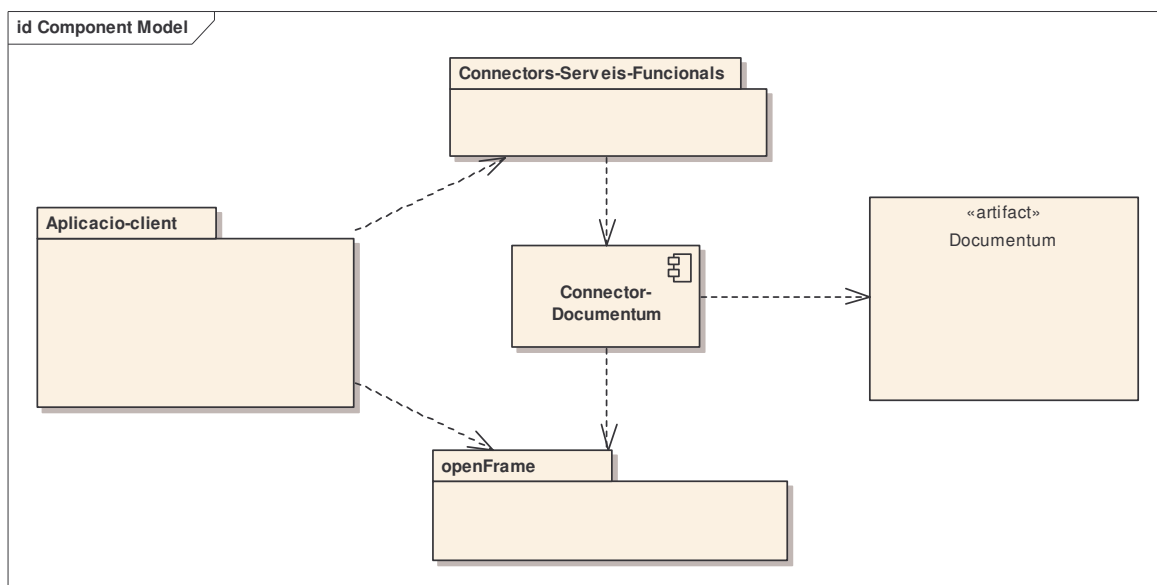 id Component Model
Connectors-Serveis-Funcionals
Aplicacio-client
«artifact»
Documentum
Connector-
Documentum
openFrame